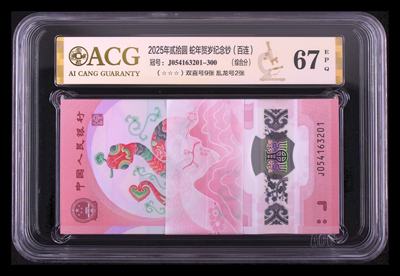 ACG
AI CANG GUARANTY
2025年贰拾圆 蛇年贺岁纪念钞（百连）
冠号：J054163201-300 （综合分）
（☆☆☆）双喜号9张 乱龙号2张
67 EPQ
中国人民银行
J054163201
ACG